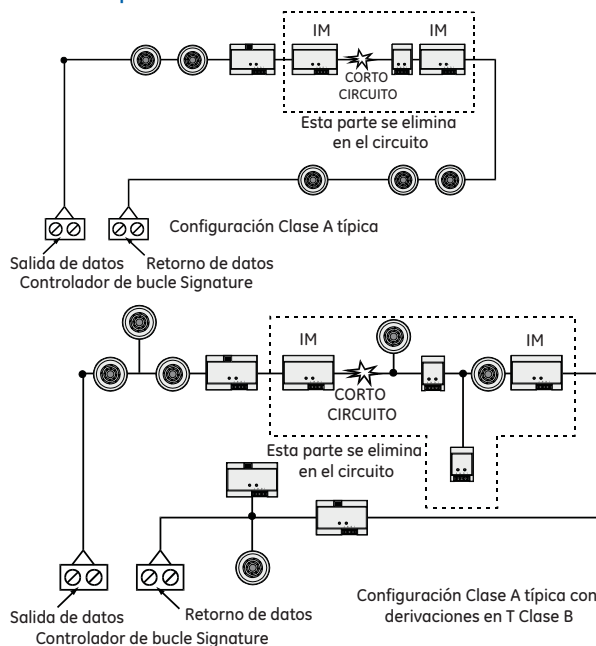 IM
IM
CORTO
CIRCUITO
Esta parte se elimina
en el circuito
Configuración Clase A típica
Salida de datos
Retorno de datos
Controlador de bucle Signature
IM
IM
CORTO
CIRCUITO
Esta parte se elimina
en el circuito
Configuración Clase A típica con
derivaciones en T Clase B
Salida de datos
Retorno de datos
Controlador de bucle Signature